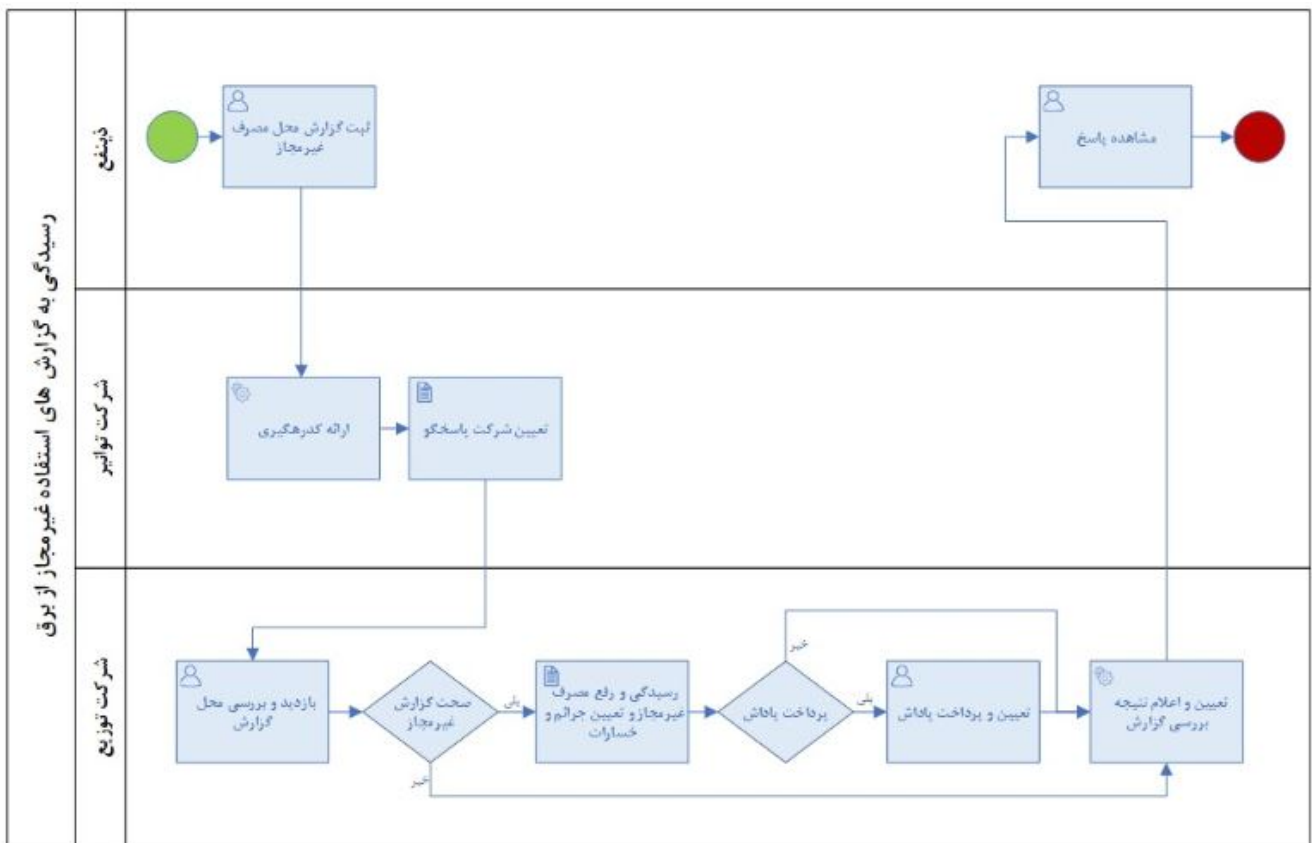 رسیدگی به گزارش های استفاده غیرمجاز از برق
ذینفع
ثبت گزارش محل مصرف
غیرمجاز
مشاهده پاسخ
شرکت توانیر
ارائه کدرهگیری
تعیین شرکت پاسخگو
شرکت توزیع
بازدید و بررسی محل
گزارش
صحت گزارش
غیرمجاز
بلی
خیر
رسیدگی و رفع مصرف
غیرمجاز و تعیین جرائم و
خسارات
پرداخت پاداش
خیر
بلی
تعیین و پرداخت پاداش
تعیین و اعلام نتیجه
بررسی گزارش